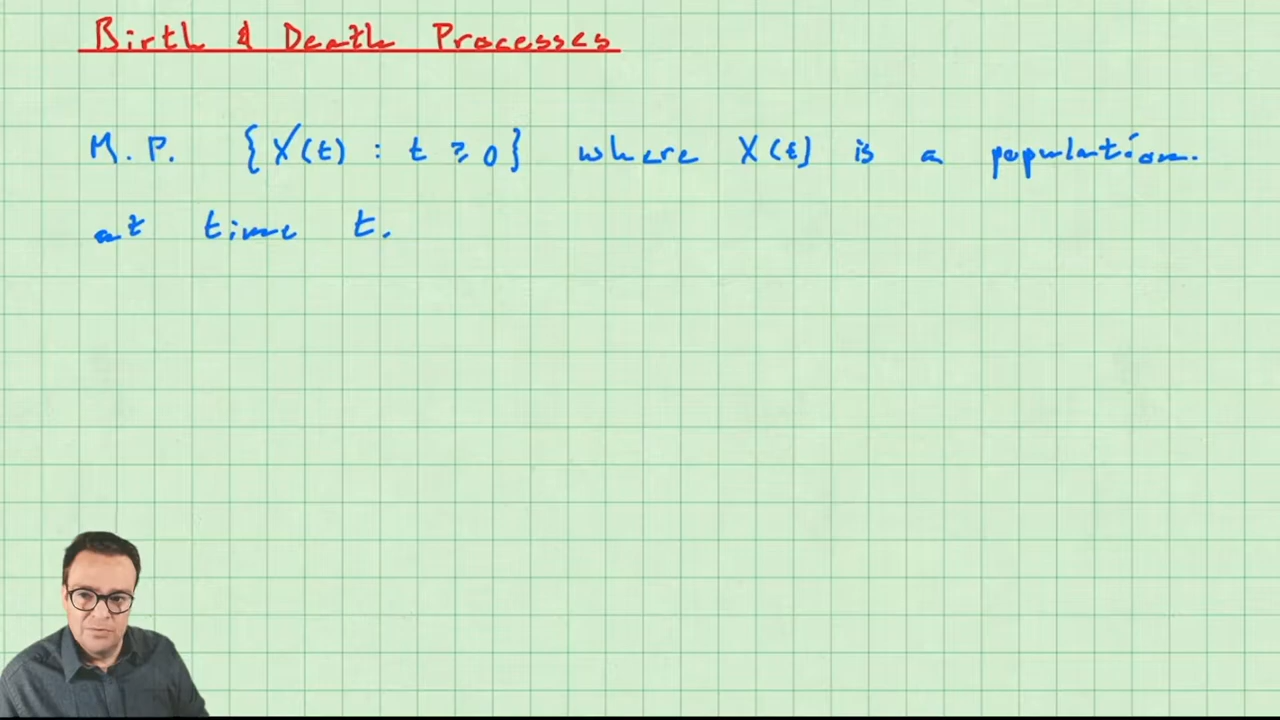 Birth & Death Processes
M.P. {X(t) : t ≥ 0} where X(t) is a population
at time t.